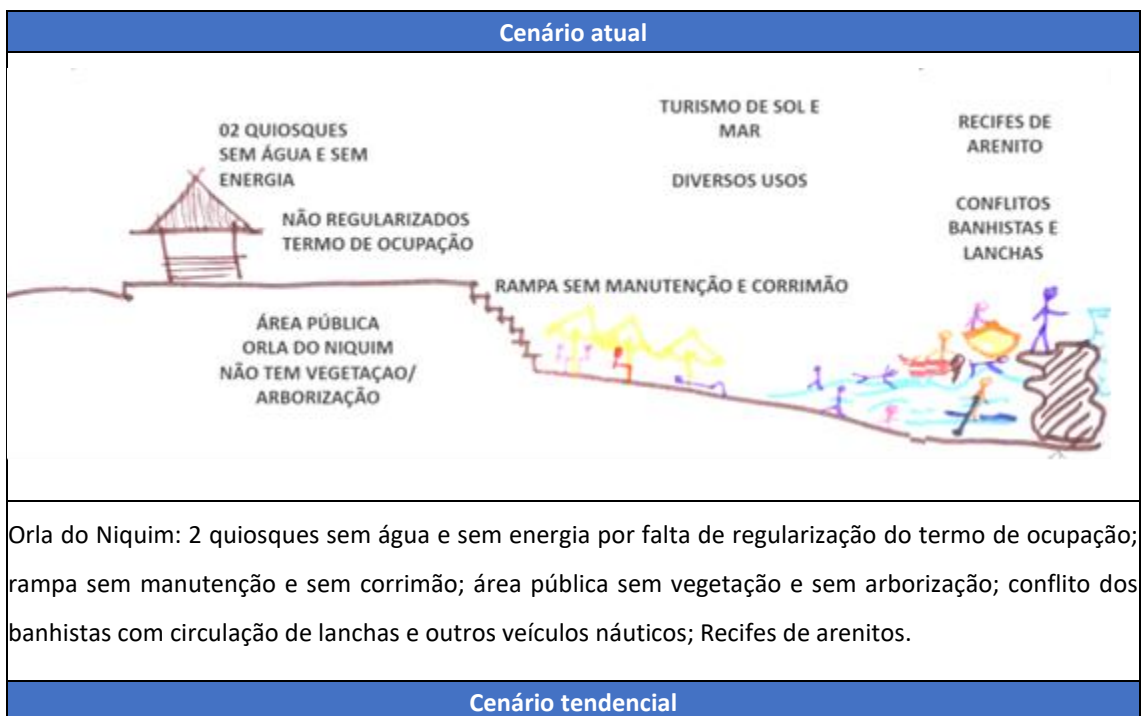 Cenário atual
02 QUIOSQUES
SEM ÁGUA E SEM
ENERGIA
NÃO REGULARIZADOS
TERMO DE OCUPAÇÃO
TURISMO DE SOL E
MAR
DIVERSOS USOS
RECIFES DE
ARENITO
CONFLITOS
BANHISTAS E
LANCHAS
RAMPA SEM MANUTENÇÃO E CORRIMÃO
ÁREA PÚBLICA
ORLA DO NIQUIM
NÃO TEM VEGETAÇAO/
ARBORIZAÇÃO
Orla do Niquim: 2 quiosques sem água e sem energia por falta de regularização do termo de ocupação;
rampa sem manutenção e sem corrimão; área pública sem vegetação e sem arborização; conflito dos
banhistas com circulação de lanchas e outros veículos náuticos; Recifes de arenitos.
Cenário tendencial